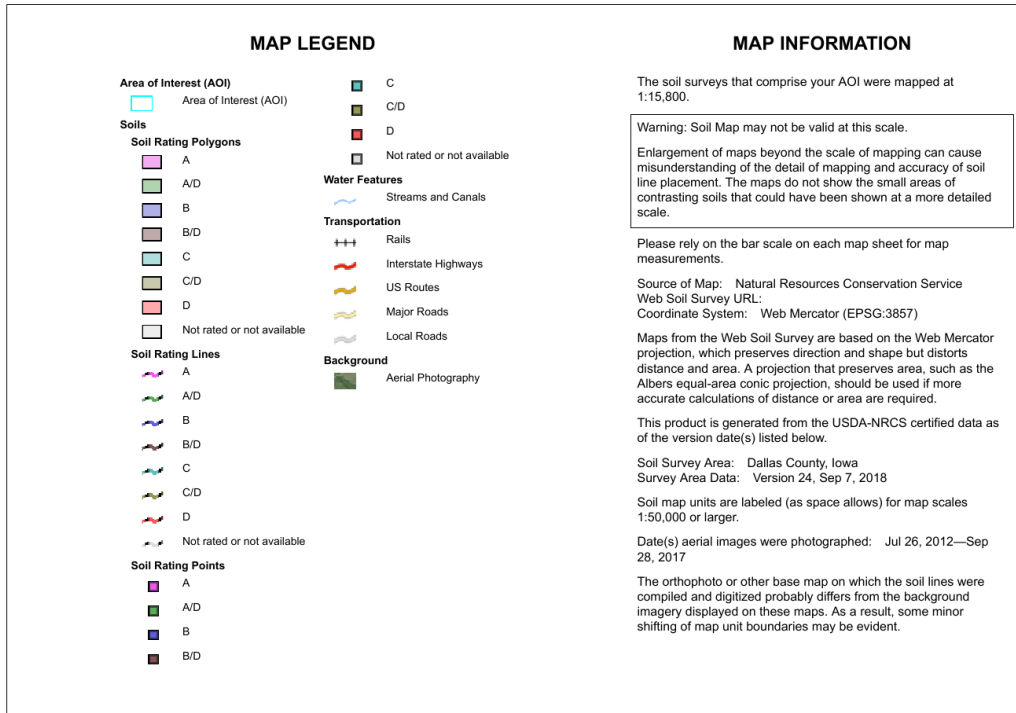 MAP LEGEND
Area of Interest (AOI)
Area of Interest (AOI)
Soils
Soil Rating Polygons
A
A/D
B
B/D
C
C/D
D
Not rated or not available
Soil Rating Lines
A
A/D
B
B/D
C
C/D
D
Not rated or not available
Soil Rating Points
A
A/D
B
B/D
C
C/D
D
Not rated or not available
Water Features
Streams and Canals
Transportation
Rails
Interstate Highways
US Routes
Major Roads
Local Roads
Background
Aerial Photography
MAP INFORMATION
The soil surveys that comprise your AOI were mapped at
1:15,800.
Warning: Soil Map may not be valid at this scale.
Enlargement of maps beyond the scale of mapping can cause
misunderstanding of the detail of mapping and accuracy of soil
line placement. The maps do not show the small areas of
contrasting soils that could have been shown at a more detailed
scale.
Please rely on the bar scale on each map sheet for map
measurements.
Source of Map: Natural Resources Conservation Service
Web Soil Survey URL:
Coordinate System: Web Mercator (EPSG:3857)
Maps from the Web Soil Survey are based on the Web Mercator
projection, which preserves direction and shape but distorts
distance and area. A projection that preserves area, such as the
Albers equal-area conic projection, should be used if more
accurate calculations of distance or area are required.
This product is generated from the USDA-NRCS certified data as
of the version date(s) listed below.
Soil Survey Area: Dallas County, Iowa
Survey Area Data: Version 24, Sep 7, 2018
Soil map units are labeled (as space allows) for map scales
1:50,000 or larger.
Date(s) aerial images were photographed: Jul 26, 2012—Sep
28, 2017
The orthophoto or other base map on which the soil lines were
compiled and digitized probably differs from the background
imagery displayed on these maps. As a result, some minor
shifting of map unit boundaries may be evident.